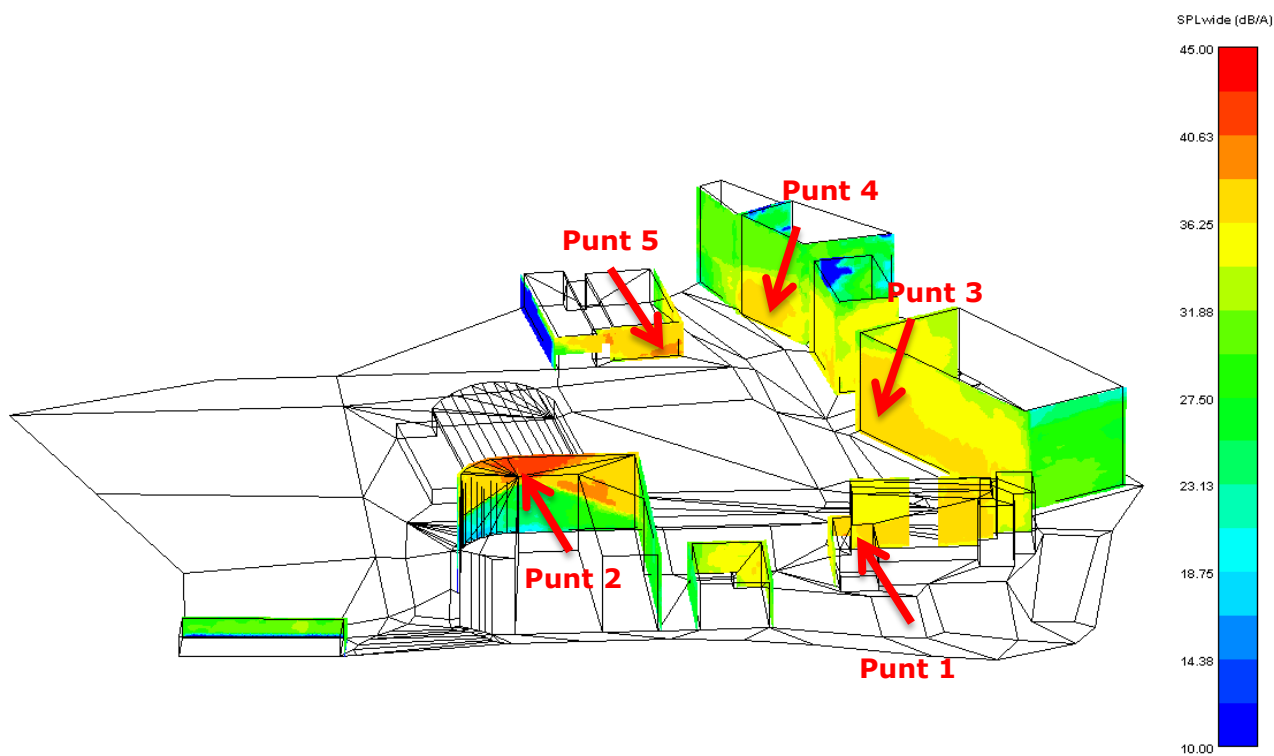 SPLwide (dB/A)
45.00
40.63
36.25
31.88
27.50
23.13
18.75
14.38
10.00
Punt 4
Punt 5
Punt 3
Punt 2
Punt 1